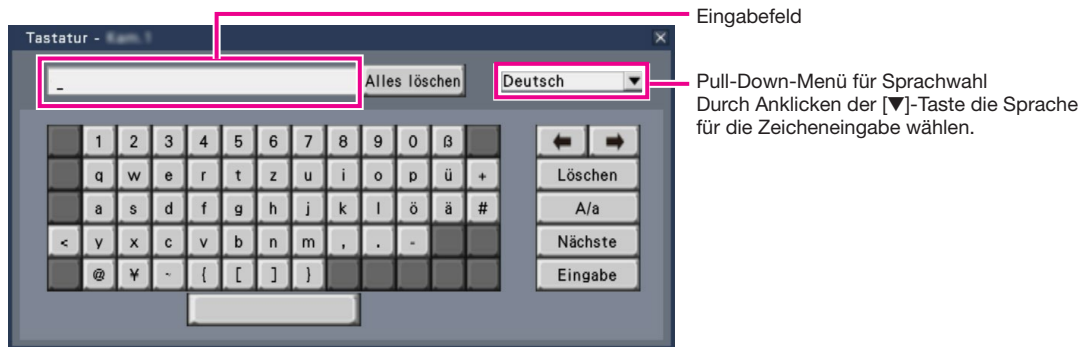 Eingabefeld
Tastatur -
_
Alles löschen
Deutsch ▼
Pull-Down-Menü für Sprachwahl
Durch Anklicken der [▼]-Taste die Sprache
für die Zeicheneingabe wählen.
1 2 3 4 5 6 7 8 9 0 ß
q w e r t z u i o p ü +
Löschen
a s d f g h j k l ö ä #
A/a
< y x c v b n m , . -
Nächste
@ ¥ ~ { [ ] }
Eingabe